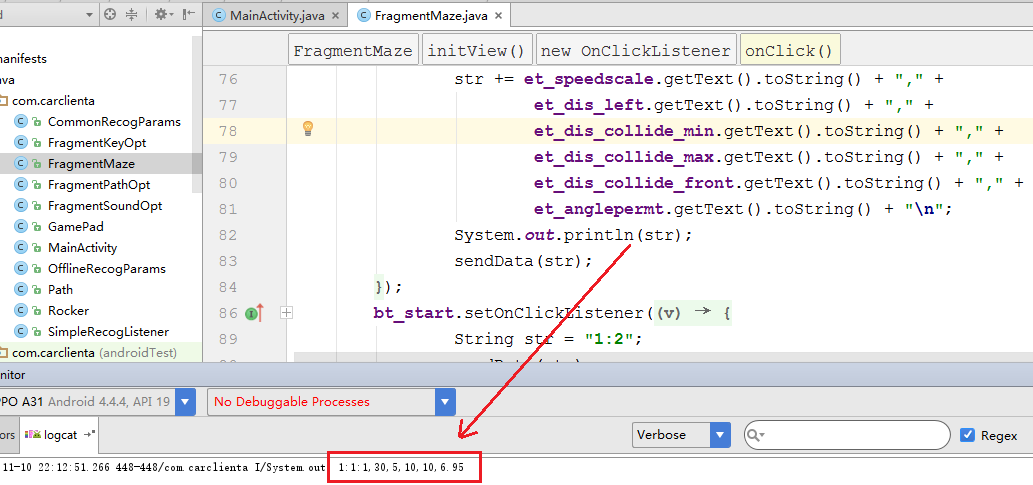 d
MainActivity.java
FragmentMaze.java
FragmentMaze
initView()
new OnClickListener
onClick()
anifests
ava
com.carclienta
CommonRecogParams
FragmentKeyOpt
FragmentMaze
FragmentPathOpt
FragmentSoundOpt
GamePad
MainActivity
OfflineRecogParams
Path
Rocker
SimpleRecogListener
com.carclienta (androidTest)
76 str += et_speedscale.getText().toString() + "," +
77 et_dis_left.getText().toString() + "," +
78 et_dis_collide_min.getText().toString() + "," +
79 et_dis_collide_max.getText().toString() + "," +
80 et_dis_collide_front.getText().toString() + "," +
81 et_anglepermt.getText().toString() + "\n";
82 System.out.println(str);
83 sendData(str);
84 });
86 bt_start.setOnClickListener((v) → {
89 String str = "1:2";
nitor
PPO A31 Android 4.4.4, API 19
No Debuggable Processes
ors
logcat
Verbose
Regex
11-10 22:12:51.266 448-448/com.carclienta I/System.out 1:1:1,30,5,10,10,6.95